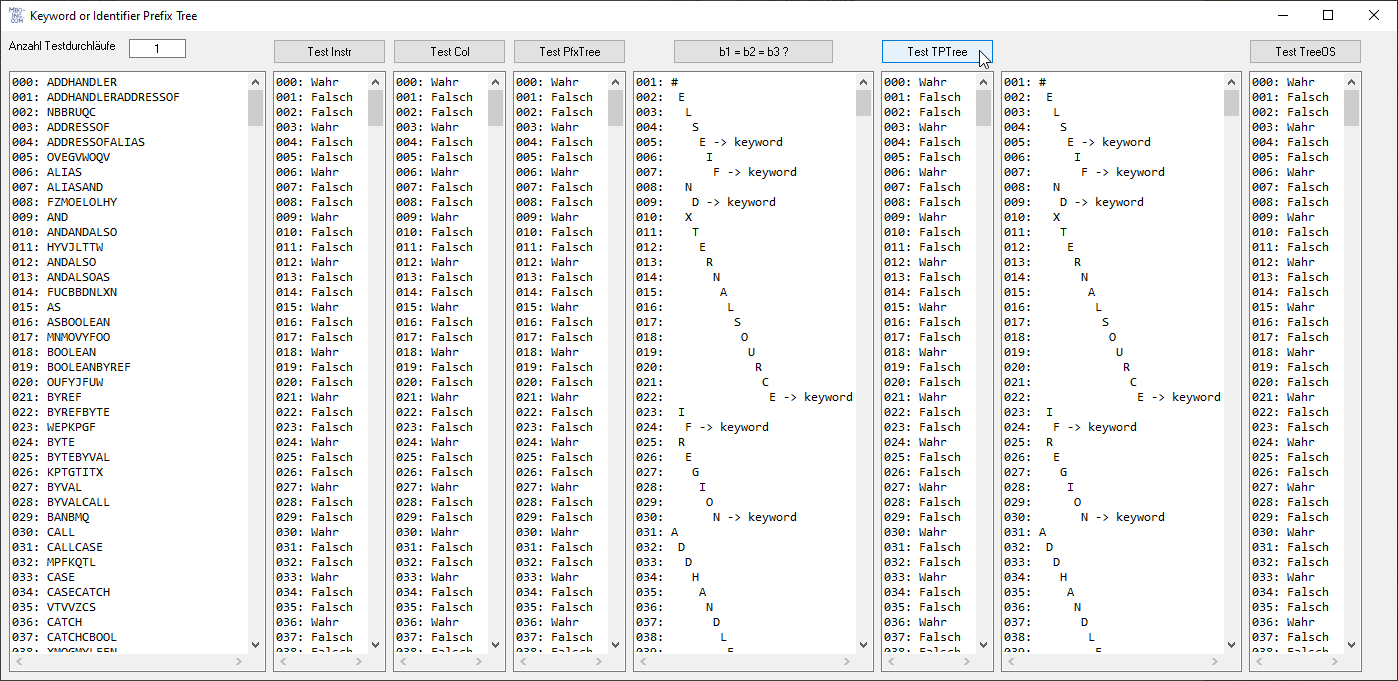 MBO-ING.COM
Keyword or Identifier Prefix Tree
Anzahl Testdurchläufe 1
Test Instr
Test Col
Test PfxTree
b1 = b2 = b3 ?
Test TPTree
Test TreeOS
000: ADDHANDLER
001: ADDHANDLERADDRESSOF
002: NBBRUQC
003: ADDRESSOF
004: ADDRESSOFALIAS
005: OVEGVWOQV
006: ALIAS
007: ALIASAND
008: FZMOELOLHY
009: AND
010: ANDANDALSO
011: HYVJLTTW
012: ANDALSO
013: ANDALSOAS
014: FUCBBDNLXN
015: AS
016: ASBOOLEAN
017: MNMOVYFOO
018: BOOLEAN
019: BOOLEANBYREF
020: OUFYJFUW
021: BYREF
022: BYREFBYTE
023: WEPKPGF
024: BYTE
025: BYTEBYVAL
026: KPTGTITX
027: BYVAL
028: BYVALCALL
029: BANBMQ
030: CALL
031: CALLCASE
032: MPFKQTL
033: CASE
034: CASECATCH
035: VTVVZCS
036: CATCH
037: CATCHCBOOL
000: Wahr
001: Falsch
002: Falsch
003: Wahr
004: Falsch
005: Falsch
006: Wahr
007: Falsch
008: Falsch
009: Wahr
010: Falsch
011: Falsch
012: Wahr
013: Falsch
014: Falsch
015: Wahr
016: Falsch
017: Falsch
018: Wahr
019: Falsch
020: Falsch
021: Wahr
022: Falsch
023: Falsch
024: Wahr
025: Falsch
026: Falsch
027: Wahr
028: Falsch
029: Falsch
030: Wahr
031: Falsch
032: Falsch
033: Wahr
034: Falsch
035: Falsch
036: Wahr
037: Falsch
000: Wahr
001: Falsch
002: Falsch
003: Wahr
004: Falsch
005: Falsch
006: Wahr
007: Falsch
008: Falsch
009: Wahr
010: Falsch
011: Falsch
012: Wahr
013: Falsch
014: Falsch
015: Wahr
016: Falsch
017: Falsch
018: Wahr
019: Falsch
020: Falsch
021: Wahr
022: Falsch
023: Falsch
024: Wahr
025: Falsch
026: Falsch
027: Wahr
028: Falsch
029: Falsch
030: Wahr
031: Falsch
032: Falsch
033: Wahr
034: Falsch
035: Falsch
036: Wahr
037: Falsch
000: Wahr
001: Falsch
002: Falsch
003: Wahr
004: Falsch
005: Falsch
006: Wahr
007: Falsch
008: Falsch
009: Wahr
010: Falsch
011: Falsch
012: Wahr
013: Falsch
014: Falsch
015: Wahr
016: Falsch
017: Falsch
018: Wahr
019: Falsch
020: Falsch
021: Wahr
022: Falsch
023: Falsch
024: Wahr
025: Falsch
026: Falsch
027: Wahr
028: Falsch
029: Falsch
030: Wahr
031: Falsch
032: Falsch
033: Wahr
034: Falsch
035: Falsch
036: Wahr
037: Falsch
001: #
002: E
003: L
004: S
005: E -> keyword
006: I
007: F -> keyword
008: N
009: D -> keyword
010: X
011: T
012: E
013: R
014: N
015: A
016: L
017: S
018: O
019: U
020: R
021: C
022: E -> keyword
023: I
024: F -> keyword
025: R
026: E
027: G
028: I
029: O
030: N -> keyword
031: A
032: D
033: D
034: H
035: A
036: N
037: D
038: L
000: Wahr
001: Falsch
002: Falsch
003: Wahr
004: Falsch
005: Falsch
006: Wahr
007: Falsch
008: Falsch
009: Wahr
010: Falsch
011: Falsch
012: Wahr
013: Falsch
014: Falsch
015: Wahr
016: Falsch
017: Falsch
018: Wahr
019: Falsch
020: Falsch
021: Wahr
022: Falsch
023: Falsch
024: Wahr
025: Falsch
026: Falsch
027: Wahr
028: Falsch
029: Falsch
030: Wahr
031: Falsch
032: Falsch
033: Wahr
034: Falsch
035: Falsch
036: Wahr
037: Falsch
001: #
002: E
003: L
004: S
005: E -> keyword
006: I
007: F -> keyword
008: N
009: D -> keyword
010: X
011: T
012: E
013: R
014: N
015: A
016: L
017: S
018: O
019: U
020: R
021: C
022: E -> keyword
023: I
024: F -> keyword
025: R
026: E
027: G
028: I
029: O
030: N -> keyword
031: A
032: D
033: D
034: H
035: A
036: N
037: D
038: L
000: Wahr
001: Falsch
002: Falsch
003: Wahr
004: Falsch
005: Falsch
006: Wahr
007: Falsch
008: Falsch
009: Wahr
010: Falsch
011: Falsch
012: Wahr
013: Falsch
014: Falsch
015: Wahr
016: Falsch
017: Falsch
018: Wahr
019: Falsch
020: Falsch
021: Wahr
022: Falsch
023: Falsch
024: Wahr
025: Falsch
026: Falsch
027: Wahr
028: Falsch
029: Falsch
030: Wahr
031: Falsch
032: Falsch
033: Wahr
034: Falsch
035: Falsch
036: Wahr
037: Falsch